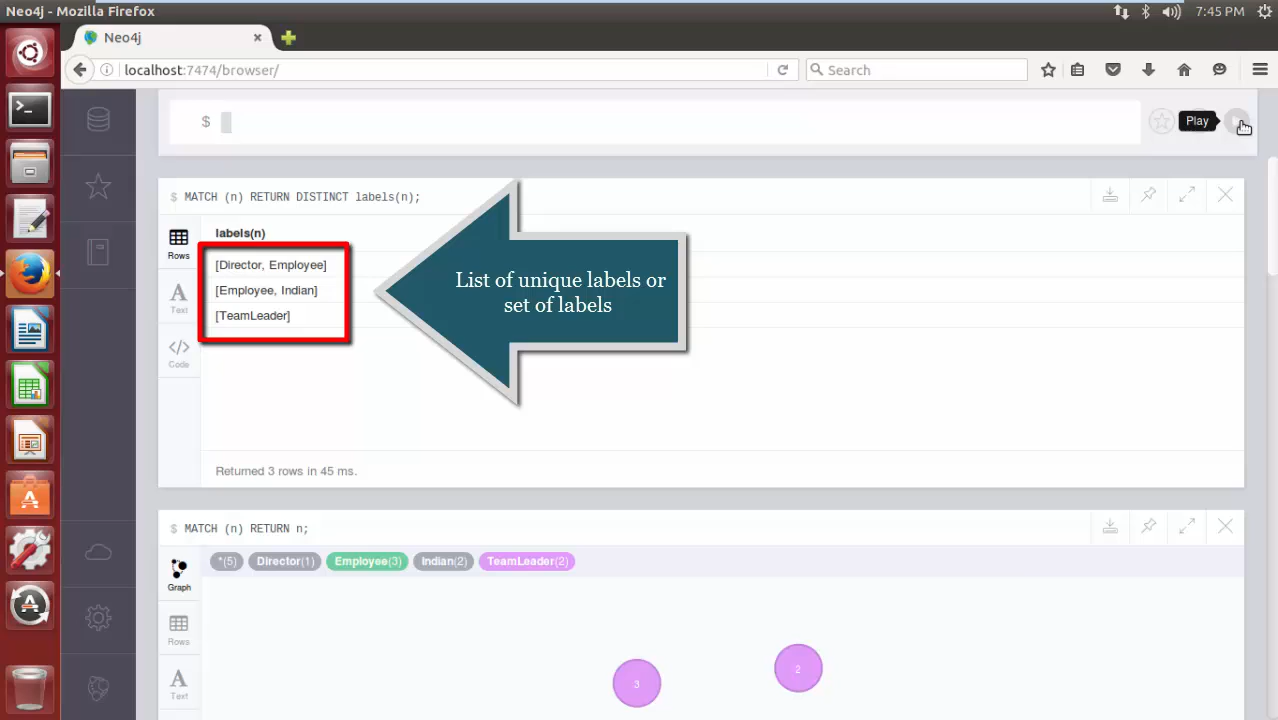 Neo4j - Mozilla Firefox
7:45 PM
Neo4j
localhost:7474/browser/
Search
$
Play
$ MATCH (n) RETURN DISTINCT labels(n);
Rows
Text
Code
labels(n)
[Director, Employee]
[Employee, Indian]
[TeamLeader]
List of unique labels or
set of labels
Returned 3 rows in 45 ms.
$ MATCH (n) RETURN n;
Graph
Rows
Text
*(5) Director(1) Employee(3) Indian(2) TeamLeader(2)
3
2